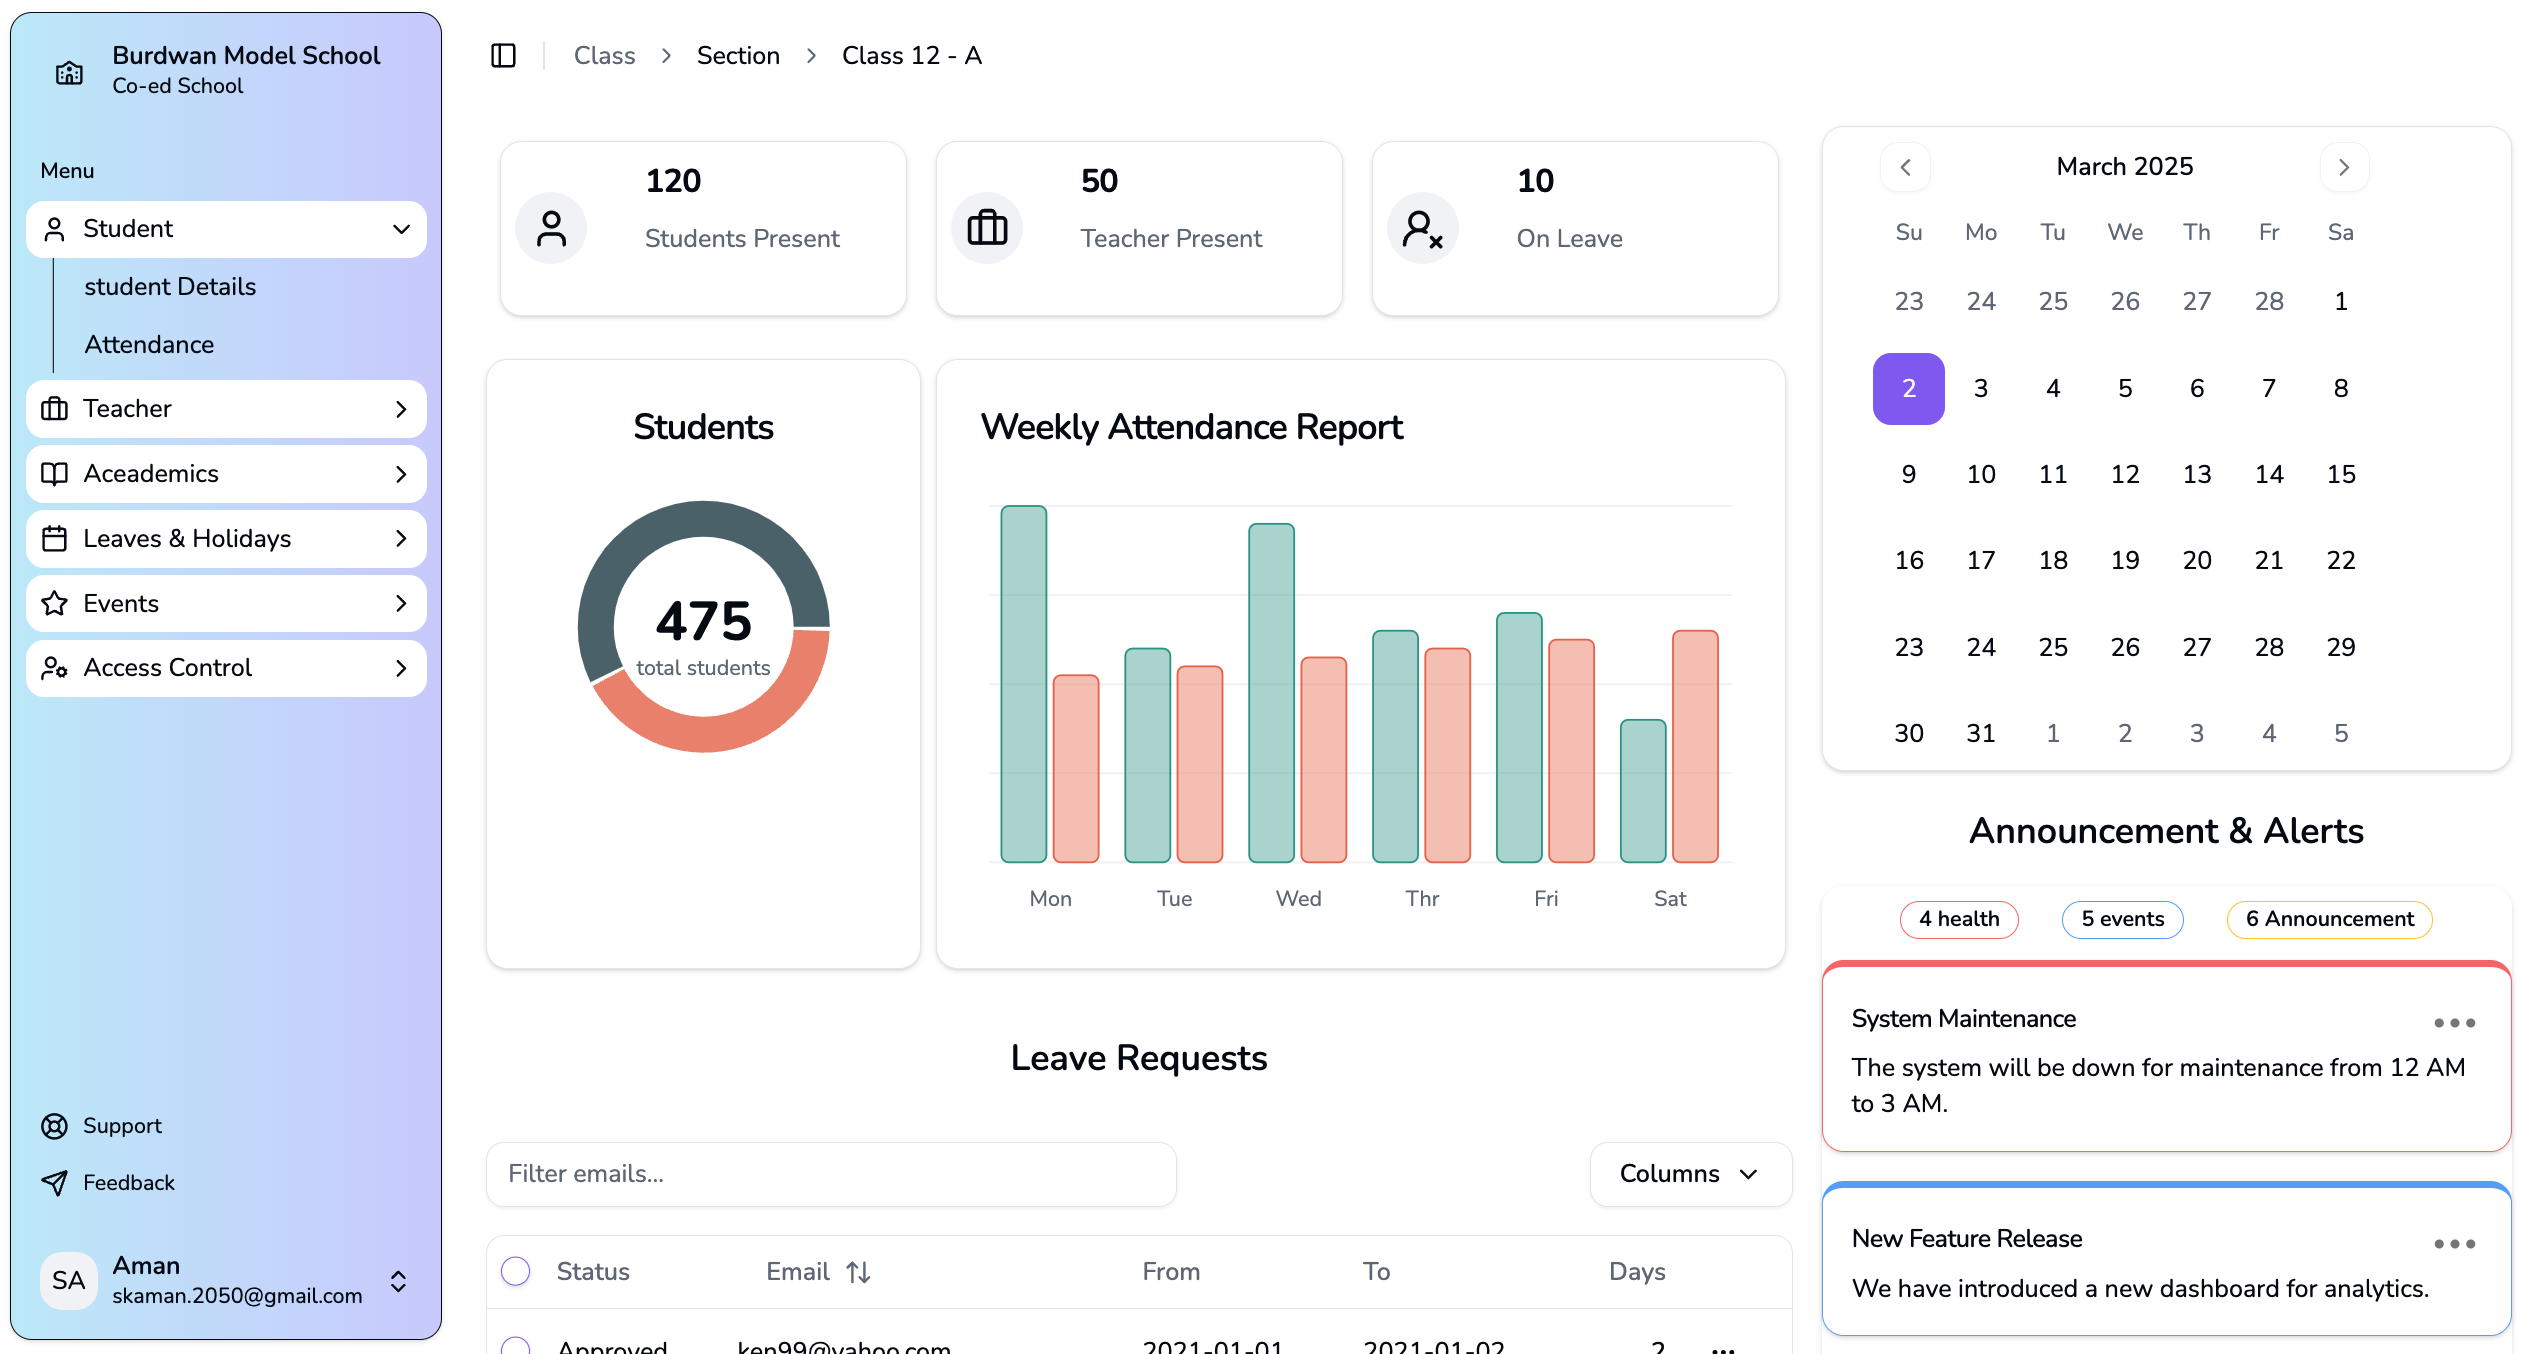 Burdwan Model School
Co-ed School
Menu
Student
student Details
Attendance
Teacher
Aceademics
Leaves & Holidays
Events
Access Control
Support
Feedback
SA
Aman
skaman.2050@gmail.com
Class > Section > Class 12 - A
120
Students Present
50
Teacher Present
10
On Leave
Students
475
total students
Weekly Attendance Report
Mon Tue Wed Thr Fri Sat
Leave Requests
Filter emails...
Columns
Status Email From To Days
Approved ken99@yahoo.com 2021-01-01 2021-01-02 2 ...
March 2025
Su Mo Tu We Th Fr Sa
23 24 25 26 27 28 1
2 3 4 5 6 7 8
9 10 11 12 13 14 15
16 17 18 19 20 21 22
23 24 25 26 27 28 29
30 31 1 2 3 4 5
Announcement & Alerts
4 health 5 events 6 Announcement
System Maintenance
The system will be down for maintenance from 12 AM
to 3 AM.
New Feature Release
We have introduced a new dashboard for analytics.